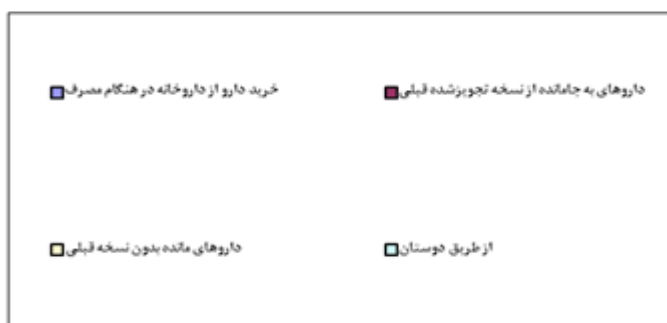 خرید دارو از داروخانه در هنگام مصرف
داروهای به جامانده از نسخه تجویزشده قبلی
داروهای مانده بدون نسخه قبلی
از طریق دوستان